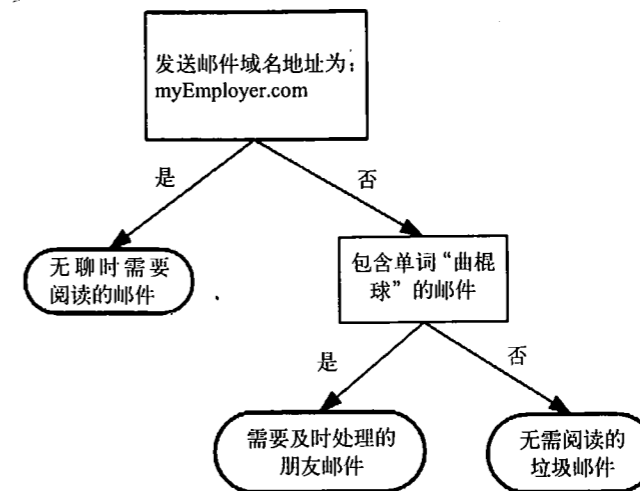 发送邮件域名地址为:
myEmployer.com
是
否
无聊时需要
阅读的邮件
包含单词“曲棍
球”的邮件
是
否
需要及时处理的
朋友邮件
无需阅读的
垃圾邮件